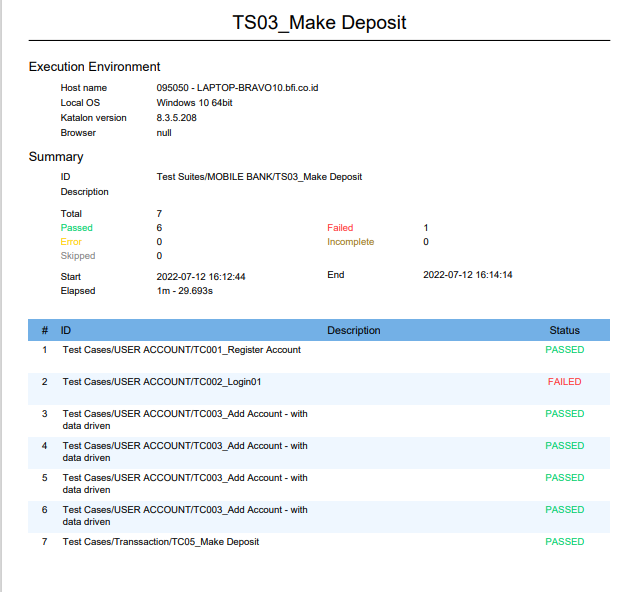 TS03_Make Deposit
Execution Environment
Host name 095050 - LAPTOP-BRAVO10.bfi.co.id
Local OS Windows 10 64bit
Katalon version 8.3.5.208
Browser null
Summary
ID Test Suites/MOBILE BANK/TS03_Make Deposit
Description
Total 7
Passed 6 Failed 1
Error 0 Incomplete 0
Skipped 0
Start 2022-07-12 16:12:44 End 2022-07-12 16:14:14
Elapsed 1m - 29.693s
# ID Description Status
1 Test Cases/USER ACCOUNT/TC001_Register Account PASSED
2 Test Cases/USER ACCOUNT/TC002_Login01 FAILED
3 Test Cases/USER ACCOUNT/TC003_Add Account - with PASSED
data driven
4 Test Cases/USER ACCOUNT/TC003_Add Account - with PASSED
data driven
5 Test Cases/USER ACCOUNT/TC003_Add Account - with PASSED
data driven
6 Test Cases/USER ACCOUNT/TC003_Add Account - with PASSED
data driven
7 Test Cases/Transsaction/TC05_Make Deposit PASSED